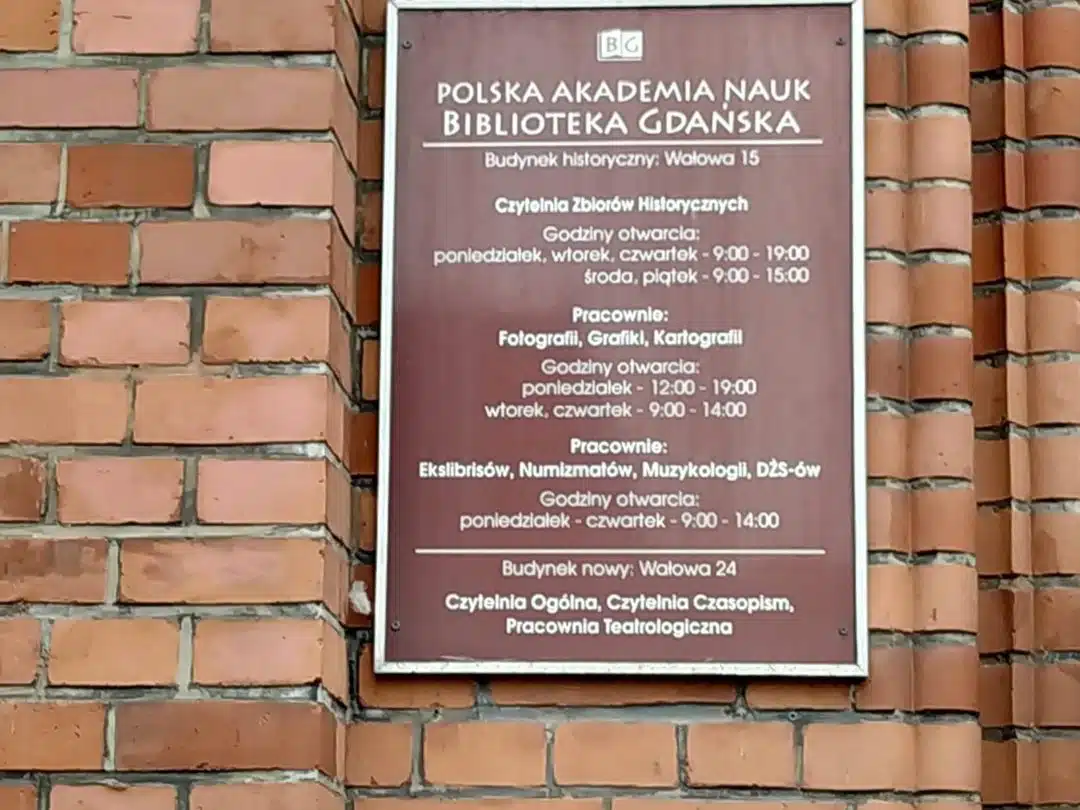 BG
POLSKA AKADEMIA NAUK
BIBLIOTEKA GDAŃSKA
Budynek historyczny: Wałowa 15
Czytelnia Zbiorów Historycznych
Godziny otwarcia:
poniedziałek, wtorek, czwartek - 9:00 - 19:00
środa, piątek - 9:00 - 15:00
Pracownie:
Fotografii, Grafiki, Kartografii
Godziny otwarcia:
poniedziałek - 12:00 - 19:00
wtorek, czwartek - 9:00 - 14:00
Pracownie:
Ekslibrisów, Numizmatów, Muzykologii, DŻS-ów
Godziny otwarcia:
poniedziałek - czwartek - 9:00 - 14:00
Budynek nowy: Wałowa 24
Czytelnia Ogólna, Czytelnia Czasopism,
Pracownia Teatrologiczna